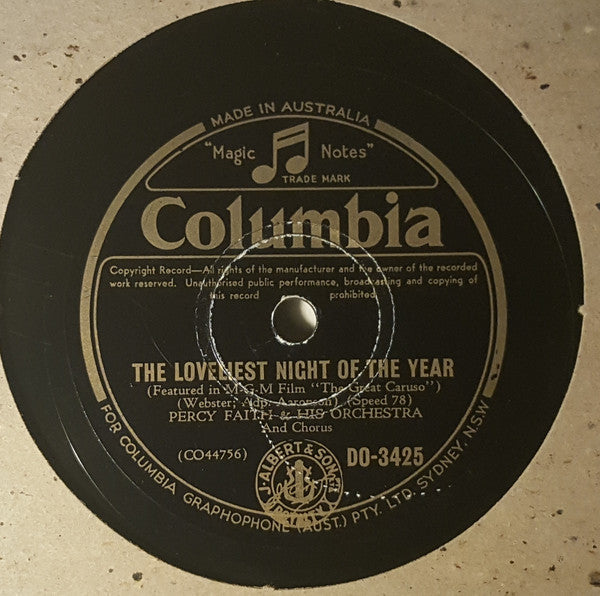 MADE IN AUSTRALIA
"Magic Notes"
TRADE MARK
Columbia
Copyright Record—All rights of the manufacturer and the owner of the recorded
work reserved. Unauthorised public performance, broadcasting and copying of
this record prohibited.
THE LOVELIEST NIGHT OF THE YEAR
(Featured in M-G-M Film "The Great Caruso")
(Webster; Adp. Aaronson) (Speed 78)
PERCY FAITH & HIS ORCHESTRA
And Chorus
(CO44756)
DO-3425
J. ALBERT & SON
FOR COLUMBIA GRAPHOPHONE (AUST.) PTY. LTD. SYDNEY, N.S.W.